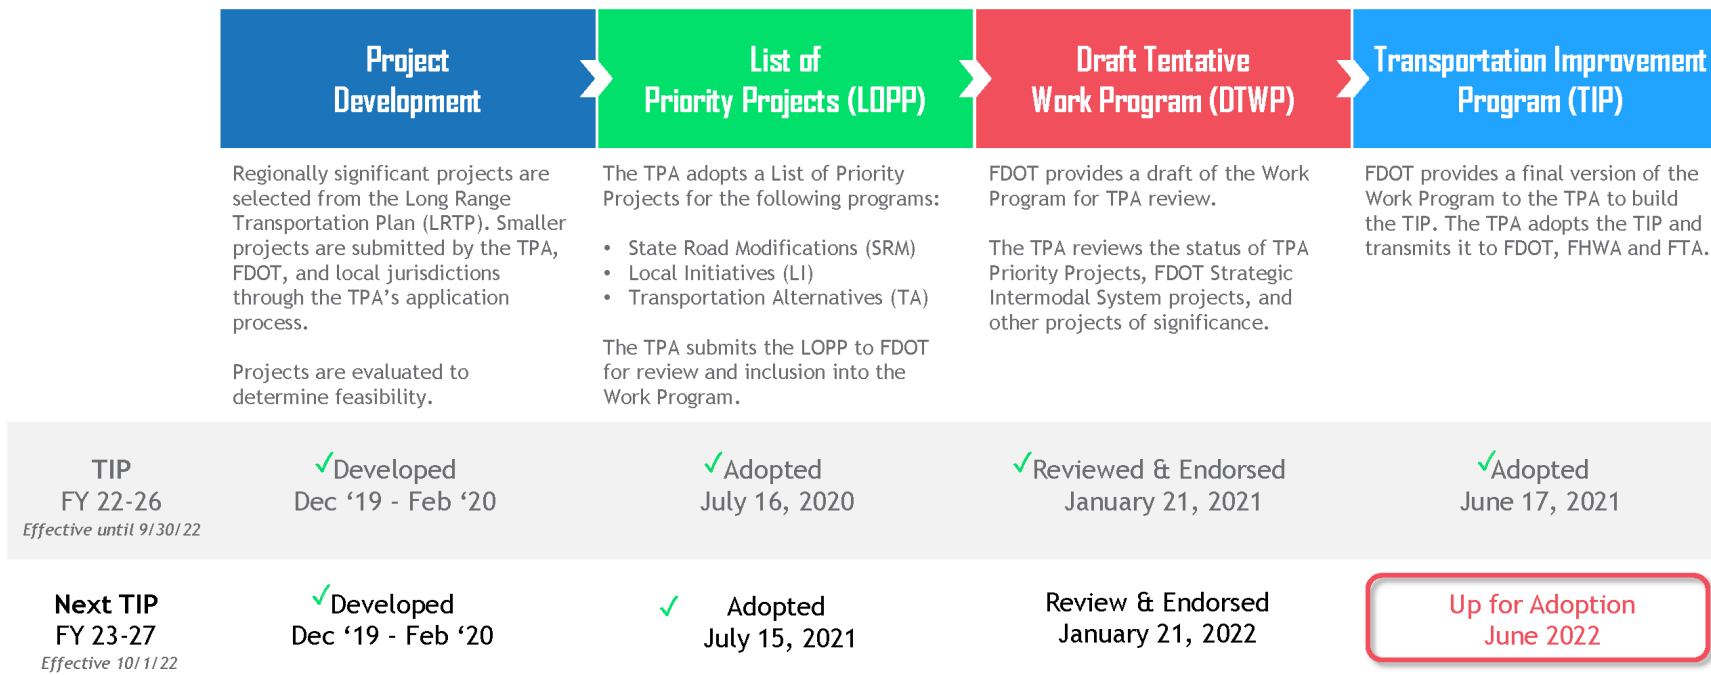 Project
Development
List of
Priority Projects (LOPP)
Draft Tentative
Work Program (DTWP)
Transportation Improvement
Program (TIP)
Regionally significant projects are
selected from the Long Range
Transportation Plan (LRTP). Smaller
projects are submitted by the TPA,
FDOT, and local jurisdictions
through the TPA’s application
process.
Projects are evaluated to
determine feasibility.
The TPA adopts a List of Priority
Projects for the following programs:
• State Road Modifications (SRM)
• Local Initiatives (LI)
• Transportation Alternatives (TA)
The TPA submits the LOPP to FDOT
for review and inclusion into the
Work Program.
FDOT provides a draft of the Work
Program for TPA review.
The TPA reviews the status of TPA
Priority Projects, FDOT Strategic
Intermodal System projects, and
other projects of significance.
FDOT provides a final version of the
Work Program to the TPA to build
the TIP. The TPA adopts the TIP and
transmits it to FDOT, FHWA and FTA.
TIP
FY 22-26
Effective until 9/30/22
✓Developed
Dec ‘19 - Feb ‘20
✓Adopted
July 16, 2020
✓Reviewed & Endorsed
January 21, 2021
✓Adopted
June 17, 2021
Next TIP
FY 23-27
Effective 10/1/22
✓Developed
Dec ‘19 - Feb ‘20
✓ Adopted
July 15, 2021
Review & Endorsed
January 21, 2022
Up for Adoption
June 2022